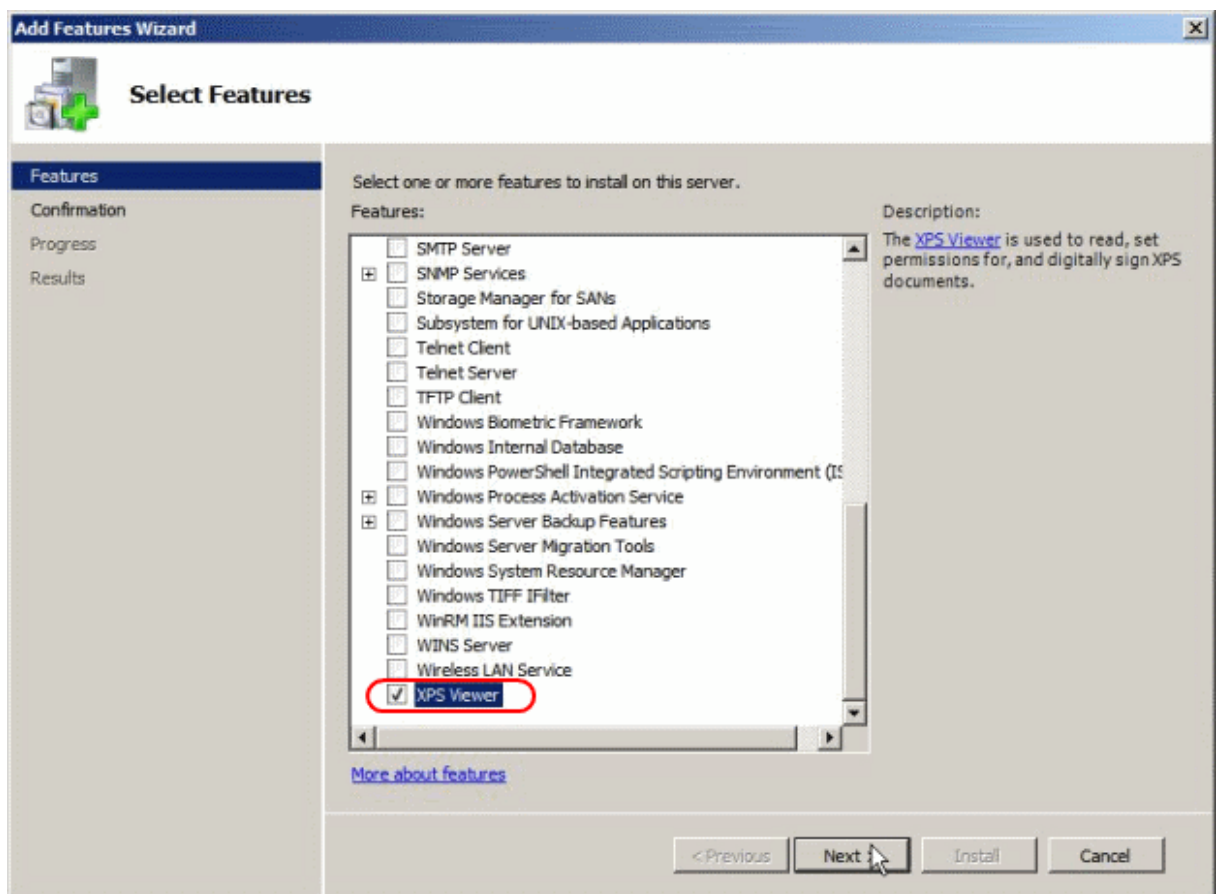 Add Features Wizard
Select Features
Features
Confirmation
Progress
Results
Select one or more features to install on this server.
Features:
SMTP Server
SNMP Services
Storage Manager for SANs
Subsystem for UNIX-based Applications
Telnet Client
Telnet Server
TFTP Client
Windows Biometric Framework
Windows Internal Database
Windows PowerShell Integrated Scripting Environment (IS
Windows Process Activation Service
Windows Server Backup Features
Windows Server Migration Tools
Windows System Resource Manager
Windows TIFF IFilter
WinRM IIS Extension
WINS Server
Wireless LAN Service
XPS Viewer
More about features
Description:
The XPS Viewer is used to read, set
permissions for, and digitally sign XPS
documents.
< Previous
Next >
Install
Cancel